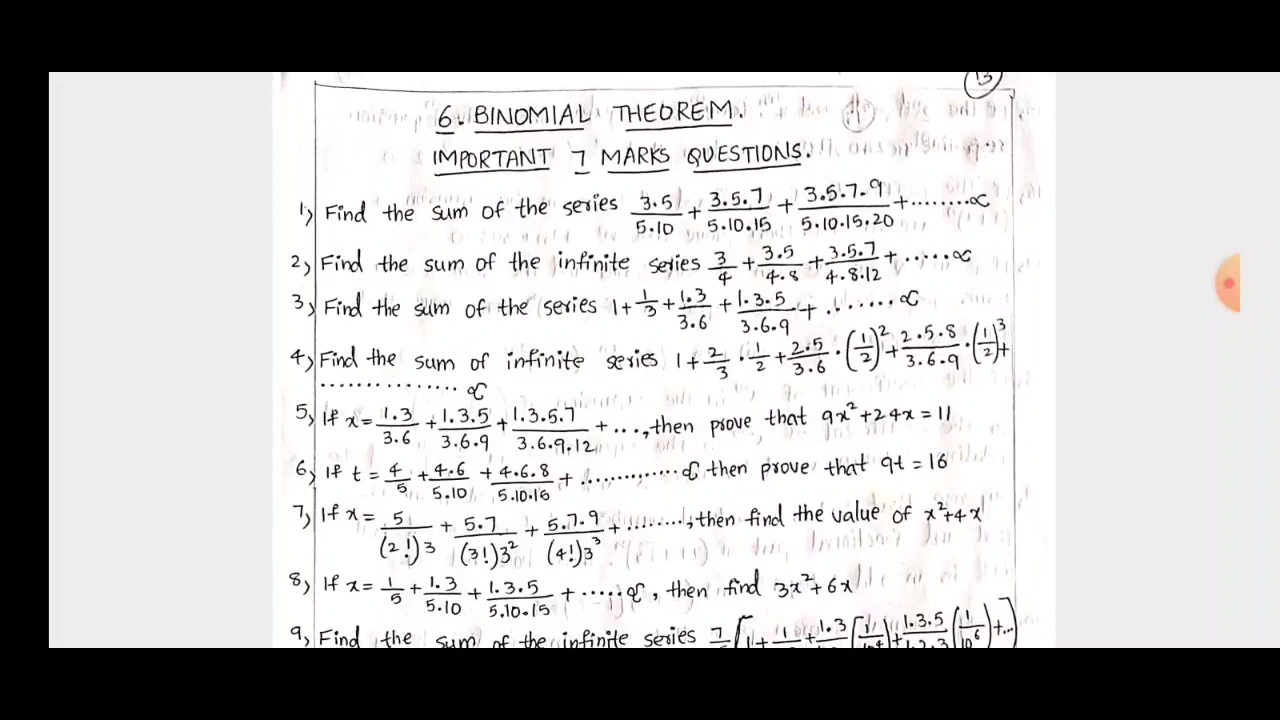 13
6. BINOMIAL THEOREM.
IMPORTANT 7 MARKS QUESTIONS.
1) Find the sum of the series 3.5/5.10 + 3.5.7/5.10.15 + 3.5.7.9/5.10.15.20 + ........∝
2) Find the sum of the infinite series 3/4 + 3.5/4.8 + 3.5.7/4.8.12 + .....∝
3) Find the sum of the series 1 + 1/3 + 1.3/3.6 + 1.3.5/3.6.9 + .......∝
4) Find the sum of infinite series 1 + 2/3 . 1/2 + 2.5/3.6 . (1/2)² + 2.5.8/3.6.9 . (1/2)³ +
..............∝
5) If x = 1.3/3.6 + 1.3.5/3.6.9 + 1.3.5.7/3.6.9.12 + ..., then prove that 9x² + 24x = 11
6) If t = 4/5 + 4.6/5.10 + 4.6.8/5.10.15 + ............∝ then prove that 9t = 16
7) If x = 5/(2!)3 + 5.7/(3!)3² + 5.7.9/(4!)3³ + ........, then find the value of x² + 4x
8) If x = 1/5 + 1.3/5.10 + 1.3.5/5.10.15 + .....∝, then find 3x² + 6x
9) Find the sum of the infinite series